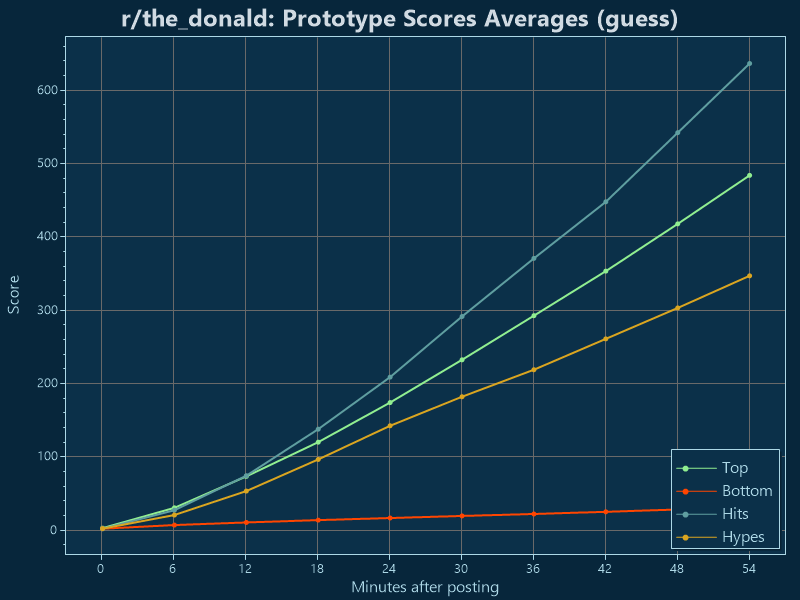 r/the_donald: Prototype Scores Averages (guess)
600
500
400
300
200
100
0
Score
0 6 12 18 24 30 36 42 48 54
Minutes after posting
Top
Bottom
Hits
Hypes